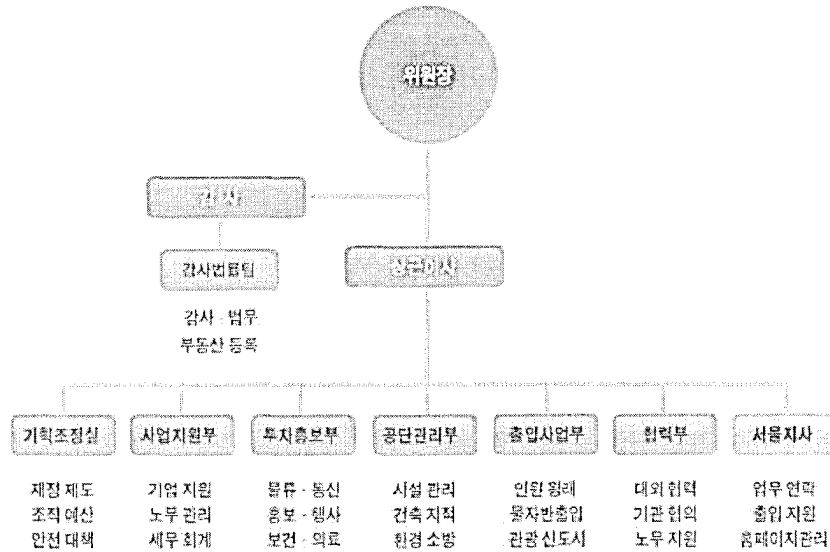 위원장
감사
감사법률팀
상근이사
감사 · 법무
부동산 등록
기획조정실 사업지원부 투자홍보부 공단관리부 출입사업부 협력부 서울지사
재정 제도 기업 지원 물류 · 통신 시설 관리 인원 왕래 대외 협력 업무 연락
조직 예산 노무 관리 홍보 · 행사 건축 지적 물자반출입 기관 협의 출입 지원
안전 대책 세무 회계 보건 · 의료 환경 소방 관광 신도시 노무 지원 홈페이지관리